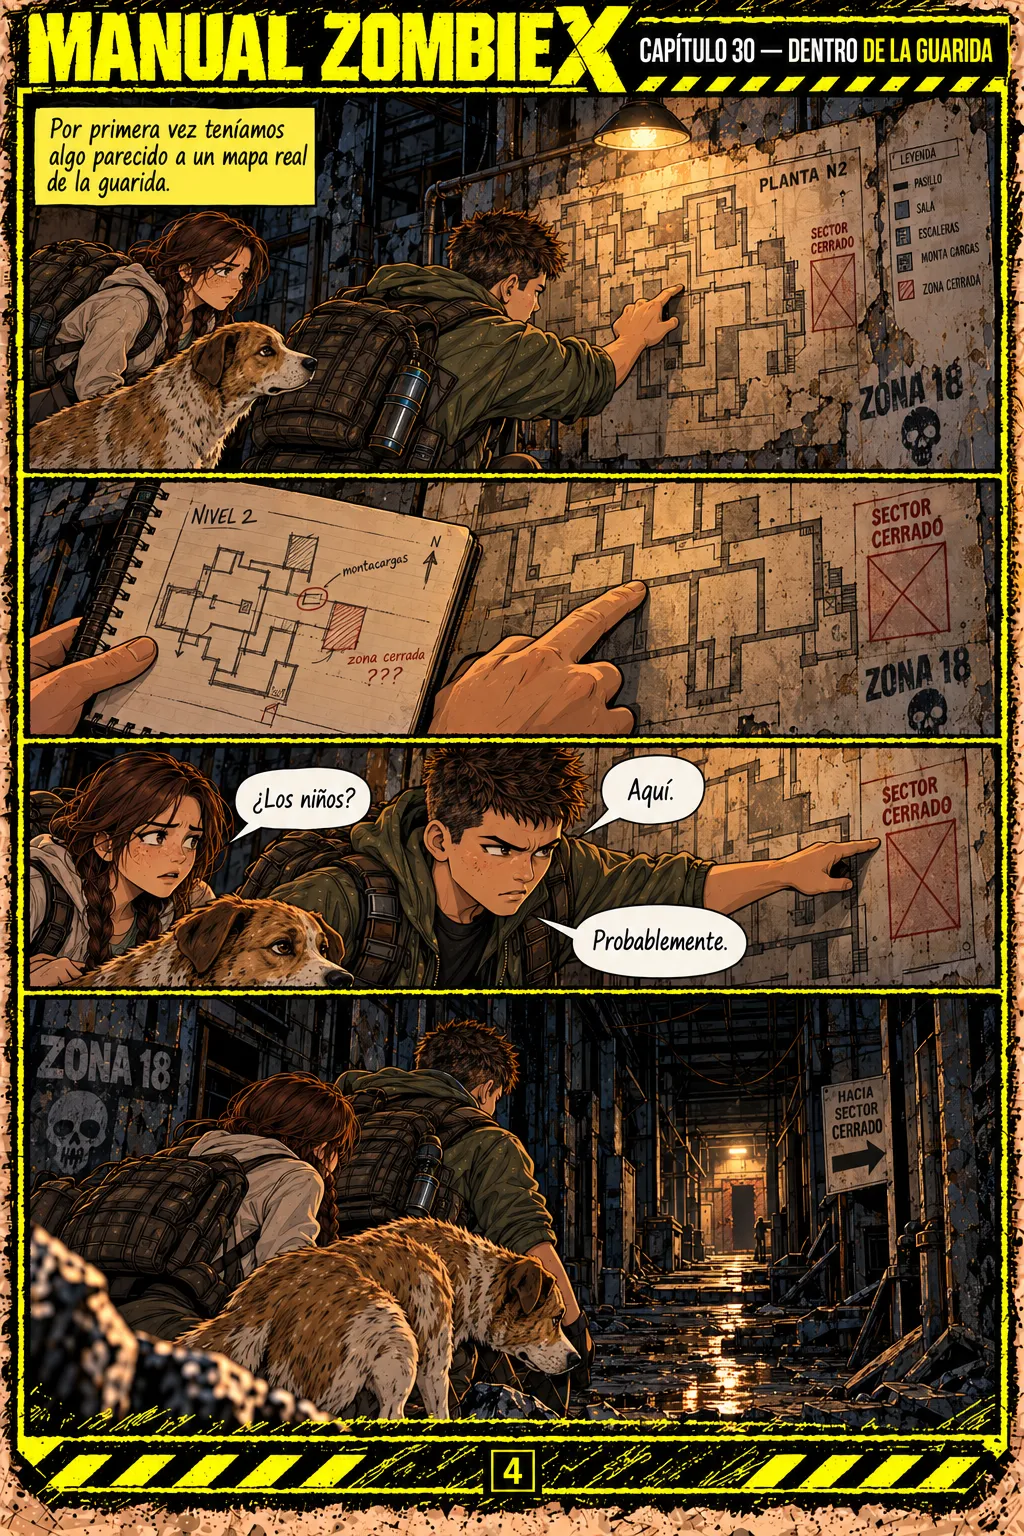 MANUAL ZOMBIE X
CAPÍTULO 30 — DENTRO DE LA GUARIDA
Por primera vez teníamos
algo parecido a un mapa real
de la guarida.
PLANTA N2
SECTOR
CERRADO
LEYENDA
PASILLO
SALA
ESCALERAS
MONTA CARGAS
ZONA CERRADA
ZONA 18
NIVEL 2
N
montacargas
zona cerrada
???
SECTOR
CERRADO
ZONA 18
¿Los niños?
Aquí.
SECTOR
CERRADO
Probablemente.
ZONA 18
HACIA
SECTOR
CERRADO
4